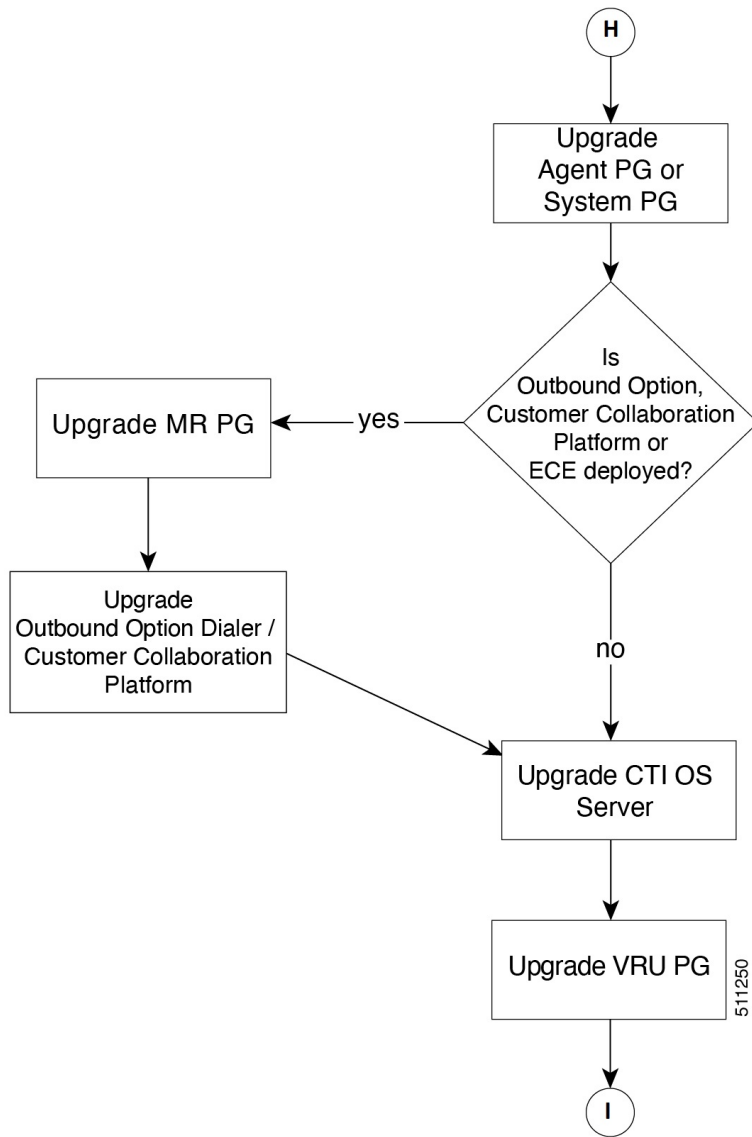 H
Upgrade
Agent PG or
System PG
Is
Outbound Option,
Customer Collaboration
Platform or
ECE deployed?
yes
Upgrade MR PG
Upgrade
Outbound Option Dialer /
Customer Collaboration
Platform
no
Upgrade CTI OS
Server
Upgrade VRU PG
511250
I